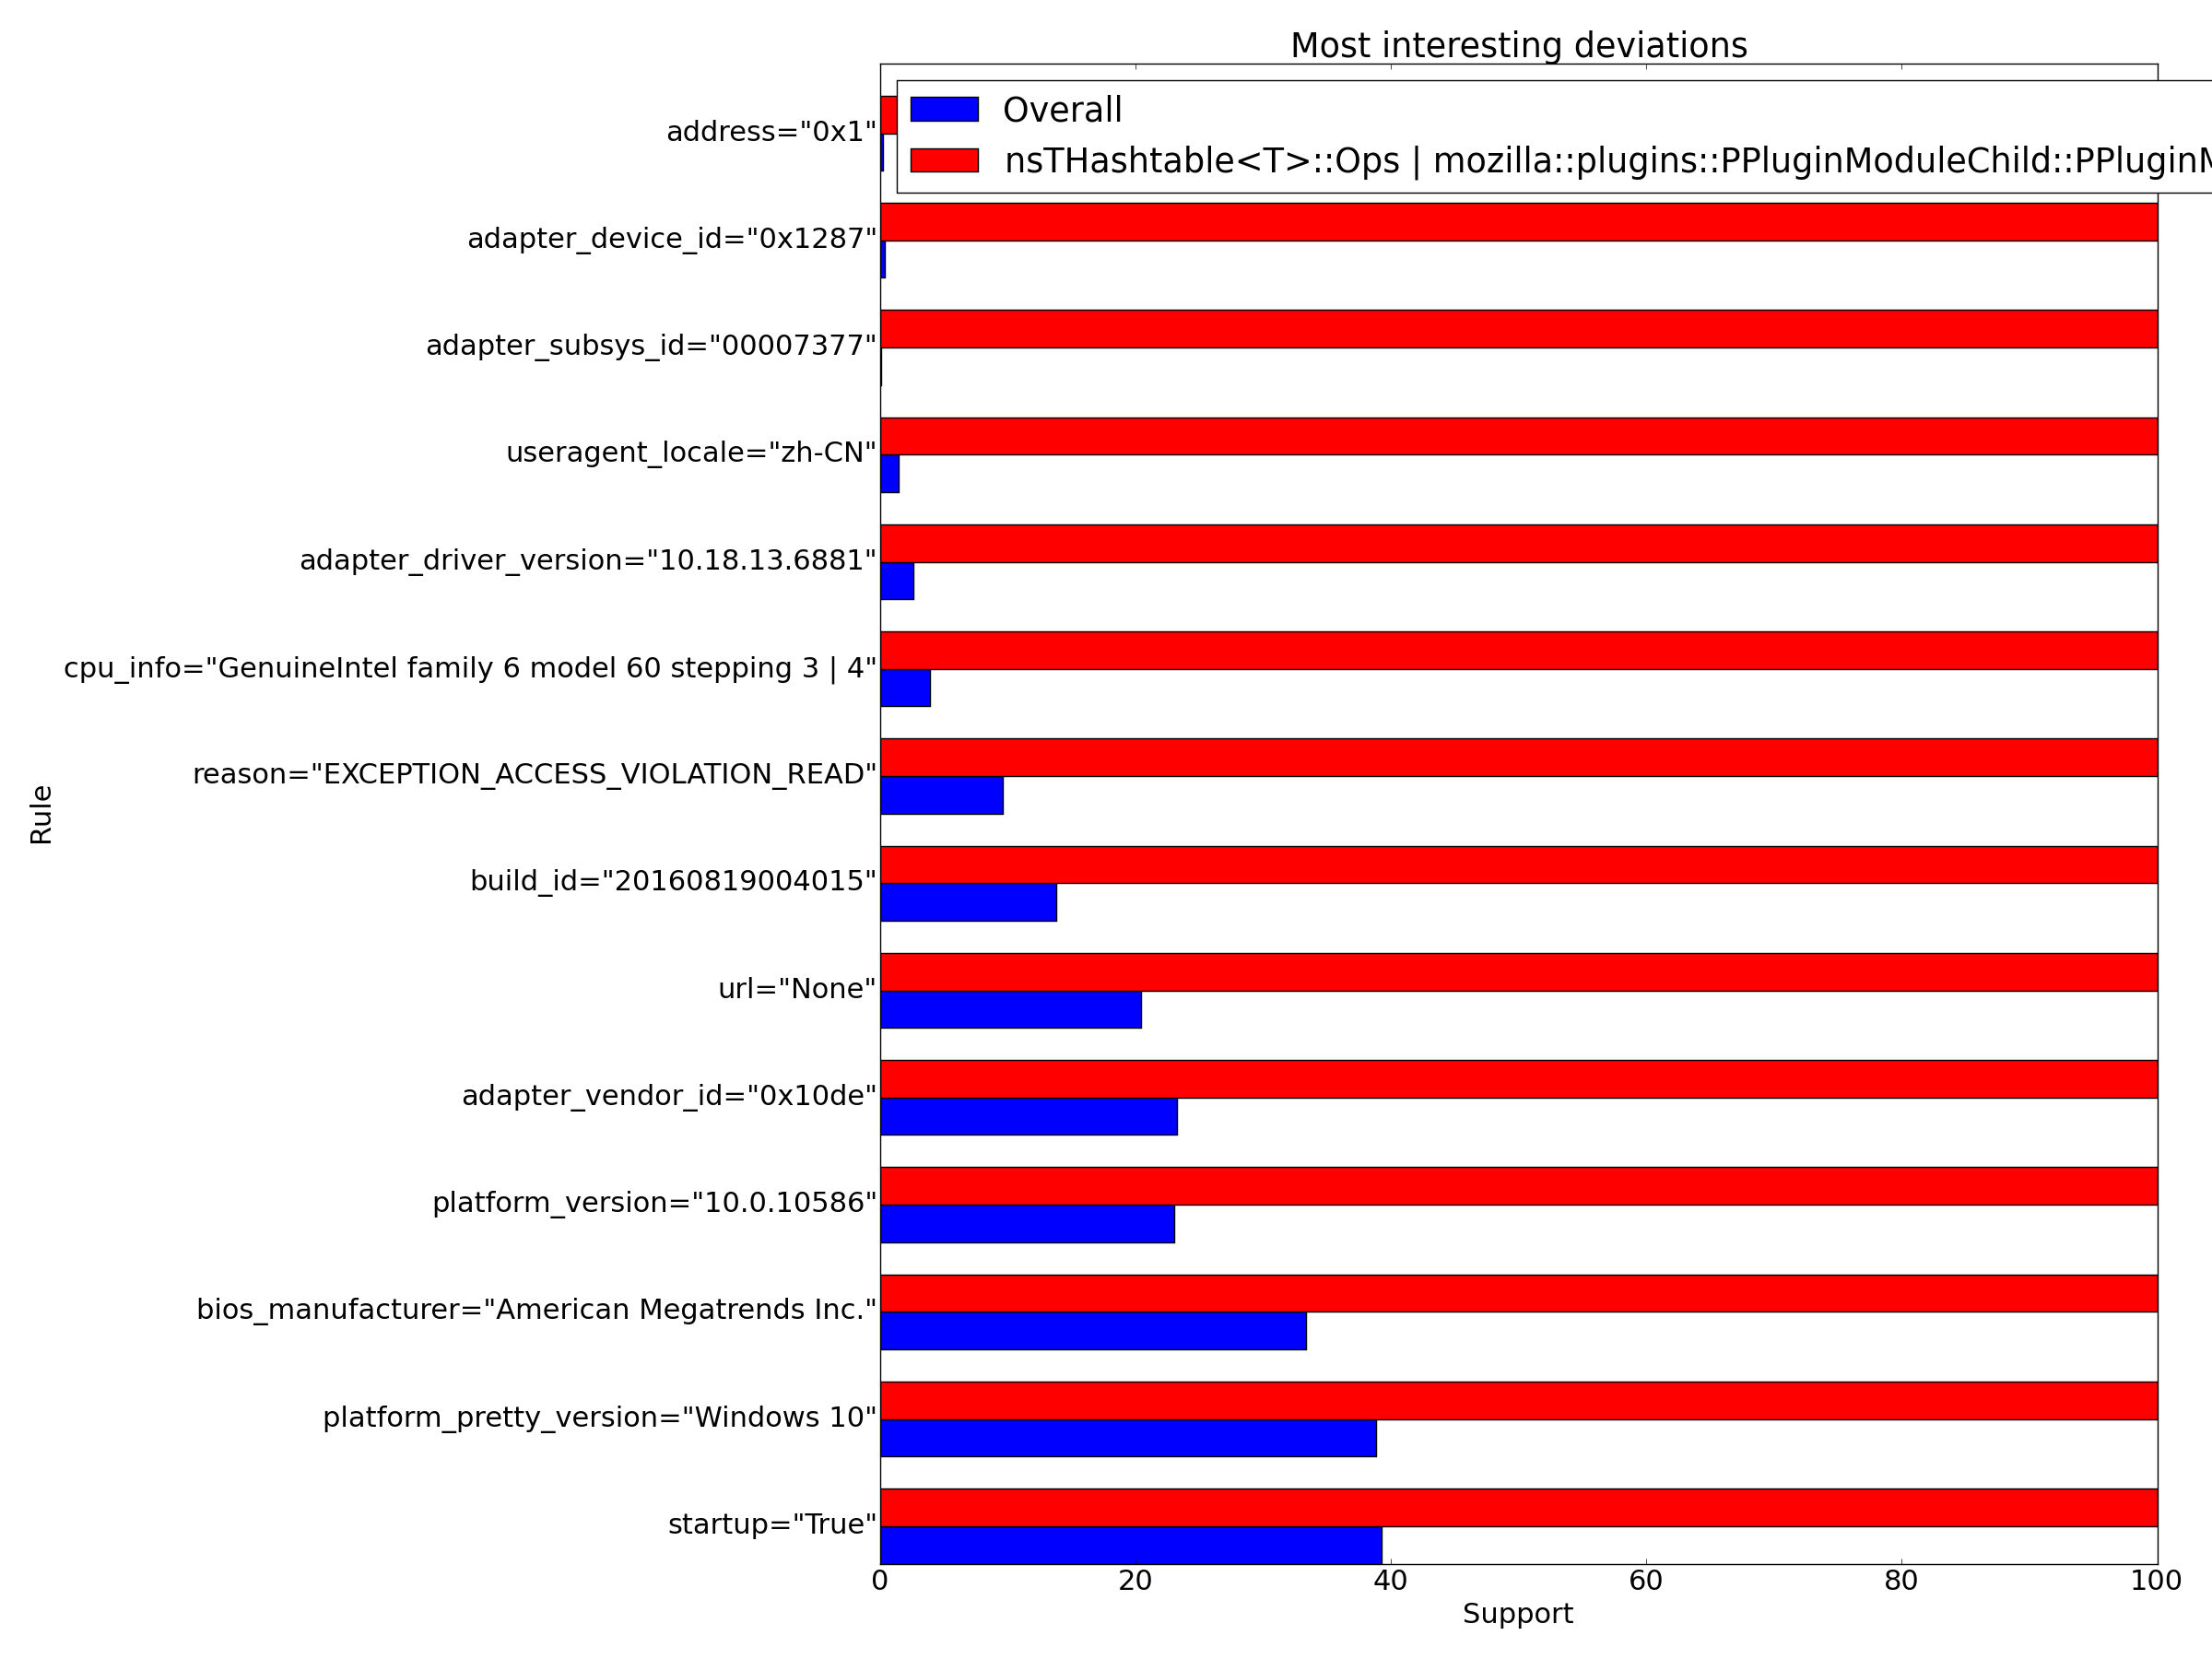 Most interesting deviations
Overall
nsTHashtable<T>::Ops | mozilla::plugins::PPluginModuleChild::PPlugin
address="0x1"
adapter_device_id="0x1287"
adapter_subsys_id="00007377"
useragent_locale="zh-CN"
adapter_driver_version="10.18.13.6881"
cpu_info="GenuineIntel family 6 model 60 stepping 3 | 4"
reason="EXCEPTION_ACCESS_VIOLATION_READ"
build_id="20160819004015"
url="None"
adapter_vendor_id="0x10de"
platform_version="10.0.10586"
bios_manufacturer="American Megatrends Inc."
platform_pretty_version="Windows 10"
startup="True"
Rule
0 20 40 60 80 100
Support